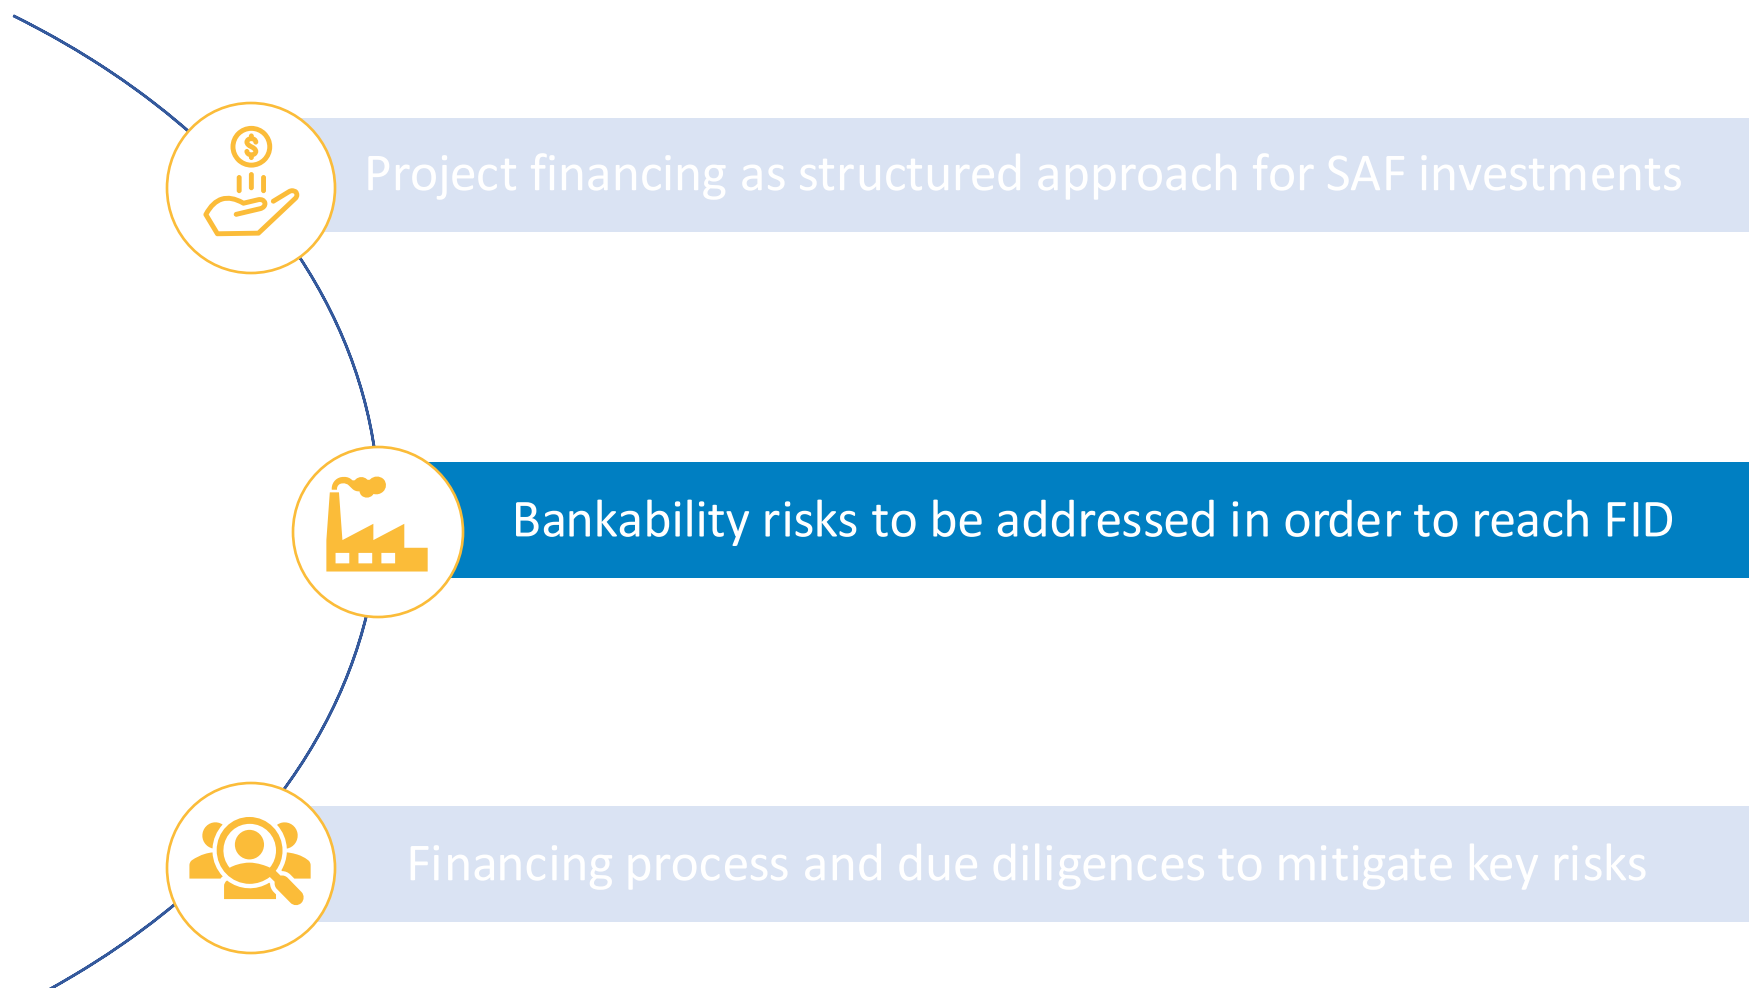 $
Project financing as structured approach for SAF investments
Bankability risks to be addressed in order to reach FID
Financing process and due diligences to mitigate key risks